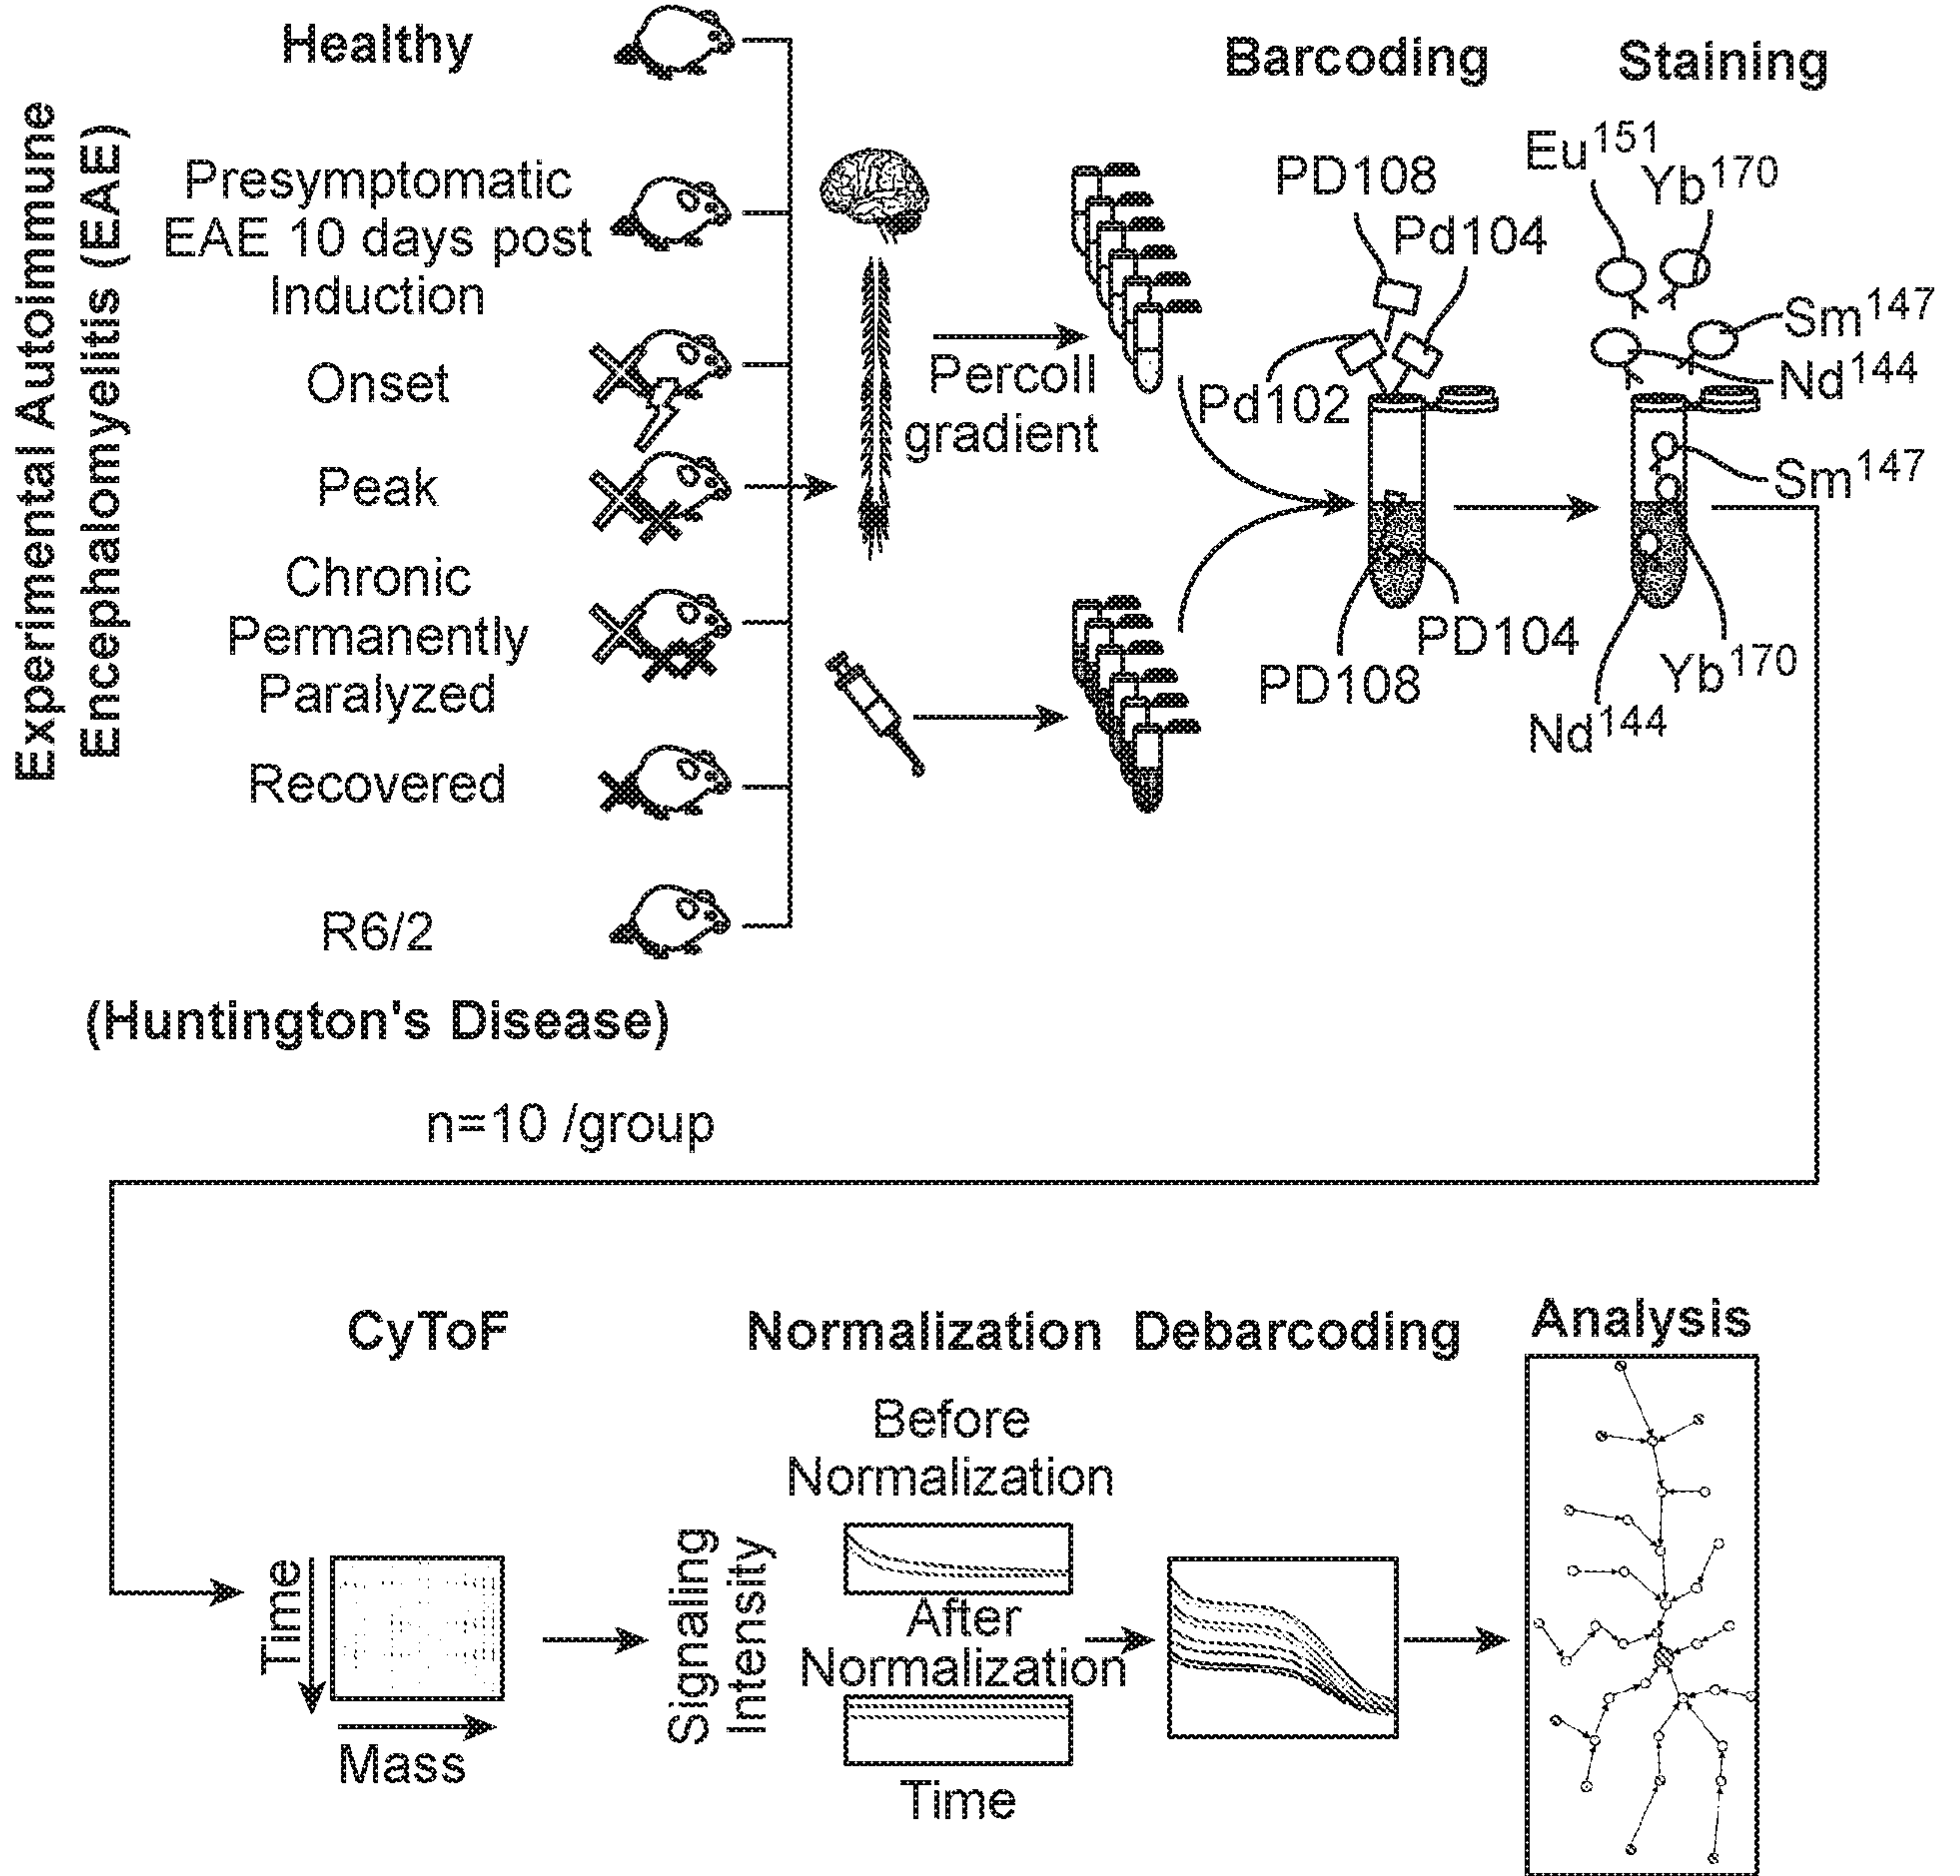 Experimental Autoimmune
Encephalomyelitis (EAE)
Healthy
Presymptomatic
EAE 10 days post
Induction
Onset
Peak
Chronic
Permanently
Paralyzed
Recovered
R6/2
(Huntington's Disease)
n=10 /group
Percoll
gradient
Barcoding
PD108
Pd104
Pd102
PD104
PD108
Staining
Eu151
Yb170
Sm147
Nd144
Sm147
Yb170
Nd144
CyToF
Time
Mass
Normalization
Before
Normalization
Signaling
Intensity
After
Normalization
Time
Debarcoding
Analysis